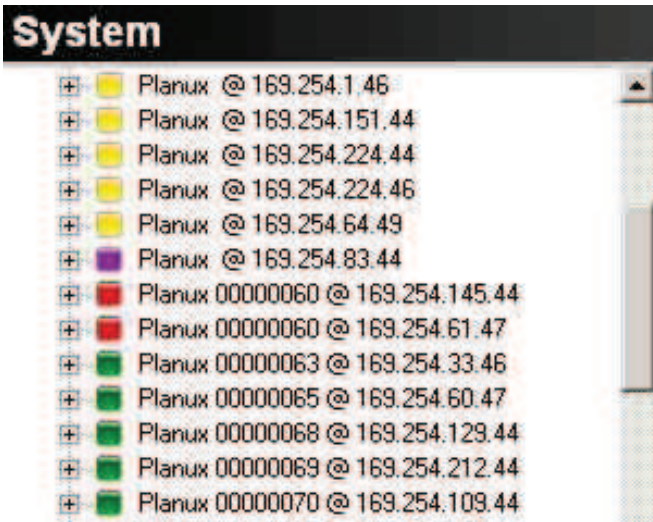 System
Planux @ 169.254.1.46
Planux @ 169.254.151.44
Planux @ 169.254.224.44
Planux @ 169.254.224.46
Planux @ 169.254.64.49
Planux @ 169.254.83.44
Planux 00000060 @ 169.254.145.44
Planux 00000060 @ 169.254.61.47
Planux 00000063 @ 169.254.33.46
Planux 00000065 @ 169.254.60.47
Planux 00000068 @ 169.254.129.44
Planux 00000069 @ 169.254.212.44
Planux 00000070 @ 169.254.109.44